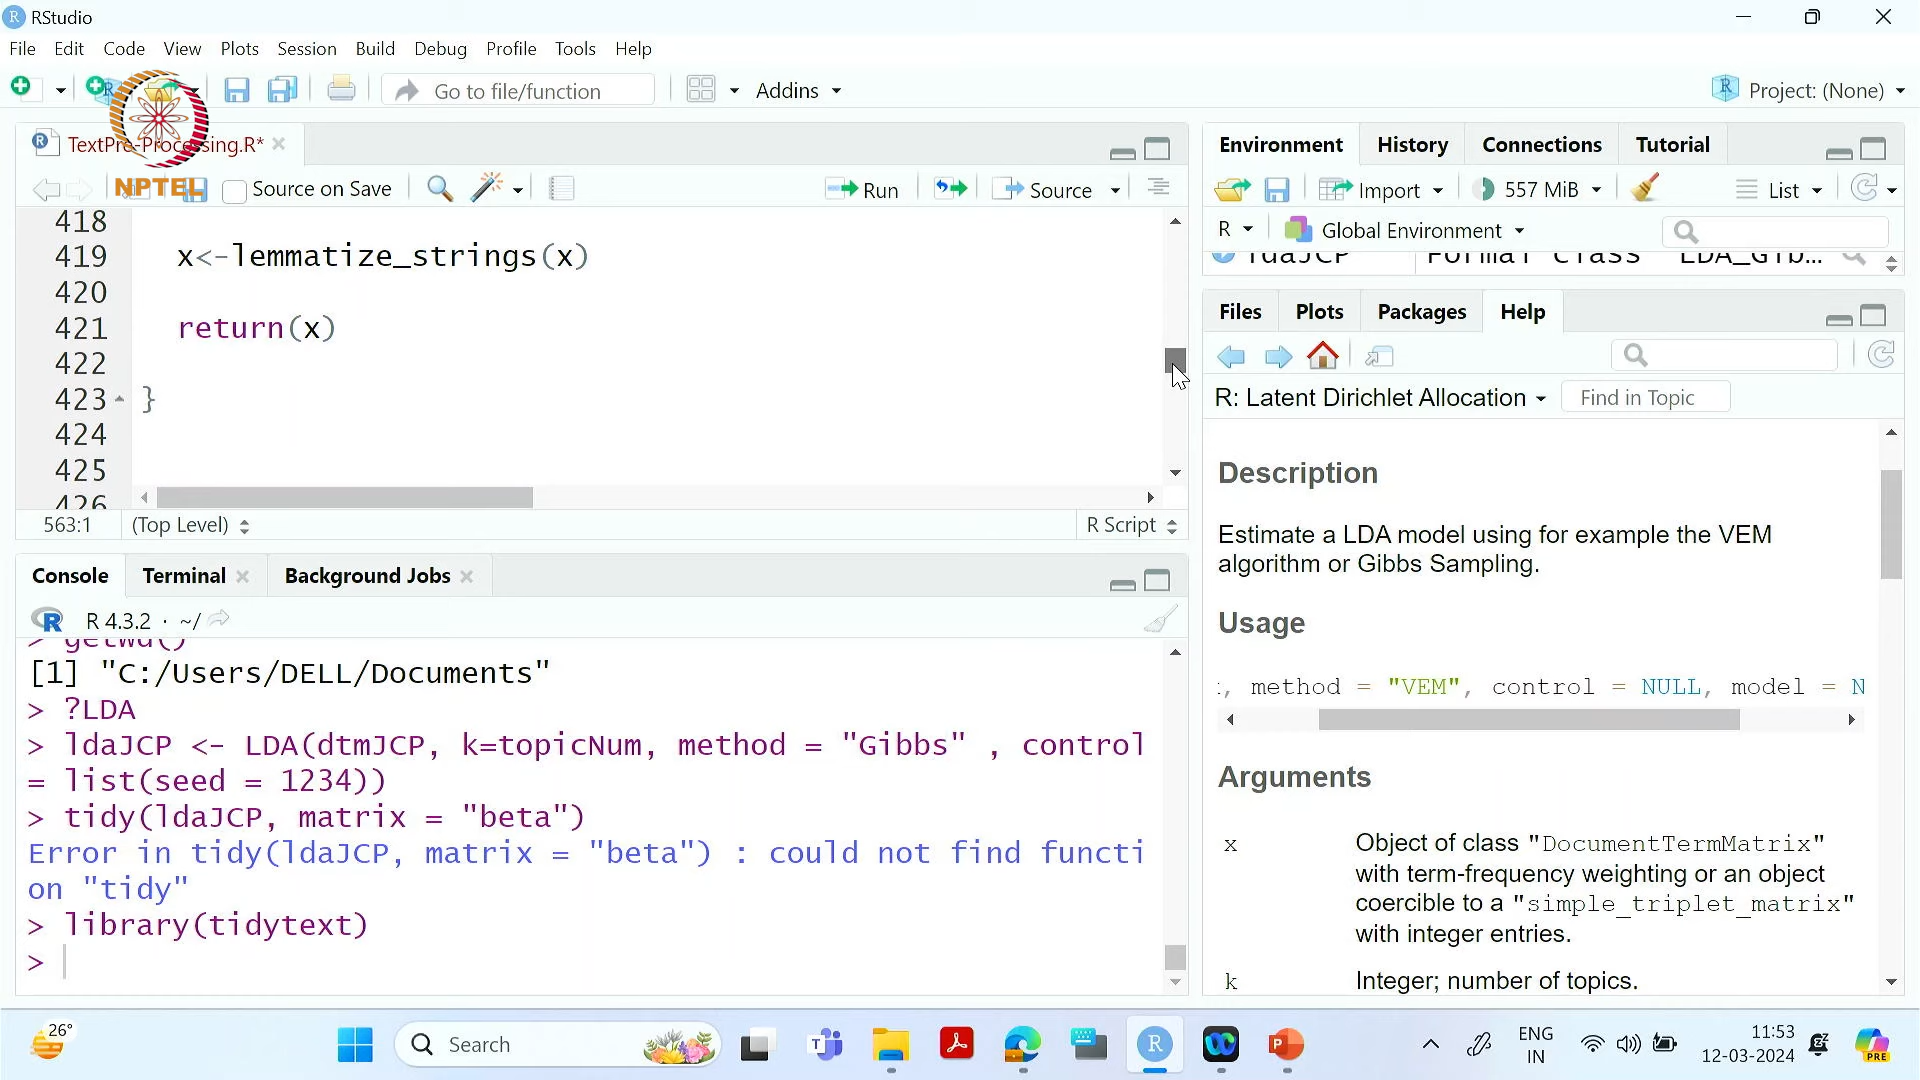 RStudio
File Edit Code View Plots Session Build Debug Profile Tools Help
Go to file/function
Addins
Project: (None)
TextPre-Processing.R*
NPTEL
Source on Save
Run
Source
418
419 x<-lemmatize_strings(x)
420
421 return(x)
422
423 }
424
425
426
563:1 (Top Level) R Script
Console Terminal Background Jobs
R 4.3.2 · ~/
> getwd()
[1] "C:/Users/DELL/Documents"
> ?LDA
> ldaJCP <- LDA(dtmJCP, k=topicNum, method = "Gibbs" , control
= list(seed = 1234))
> tidy(ldaJCP, matrix = "beta")
Error in tidy(ldaJCP, matrix = "beta") : could not find functi
on "tidy"
> library(tidytext)
>
Environment History Connections Tutorial
Import 557 MiB List
R Global Environment
ldaJCP Formal class LDA_Gib...
Files Plots Packages Help
R: Latent Dirichlet Allocation Find in Topic
Description
Estimate a LDA model using for example the VEM
algorithm or Gibbs Sampling.
Usage
, method = "VEM", control = NULL, model = N
Arguments
x Object of class "DocumentTermMatrix"
with term-frequency weighting or an object
coercible to a "simple_triplet_matrix"
with integer entries.
k Integer; number of topics.
26°
Search
ENG
IN
11:53
12-03-2024
PRE